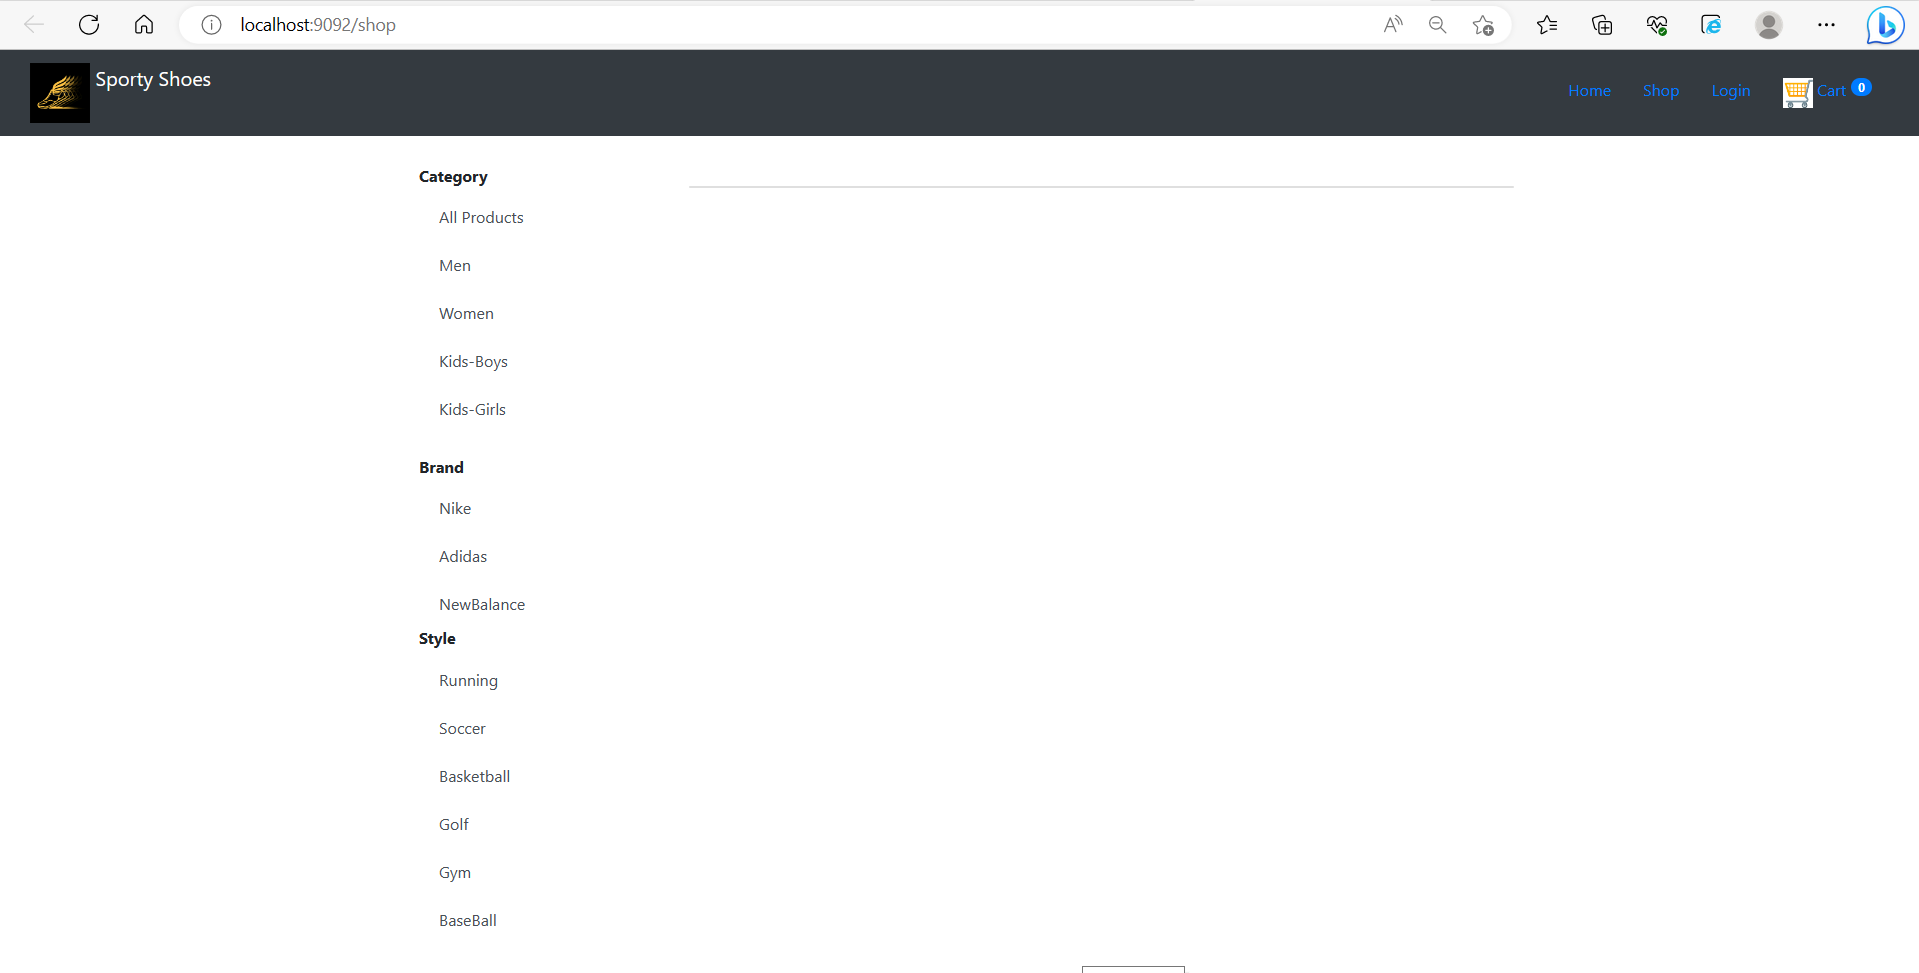 localhost:9092/shop
Sporty Shoes
Home Shop Login Cart 0
Category
All Products
Men
Women
Kids-Boys
Kids-Girls
Brand
Nike
Adidas
NewBalance
Style
Running
Soccer
Basketball
Golf
Gym
BaseBall